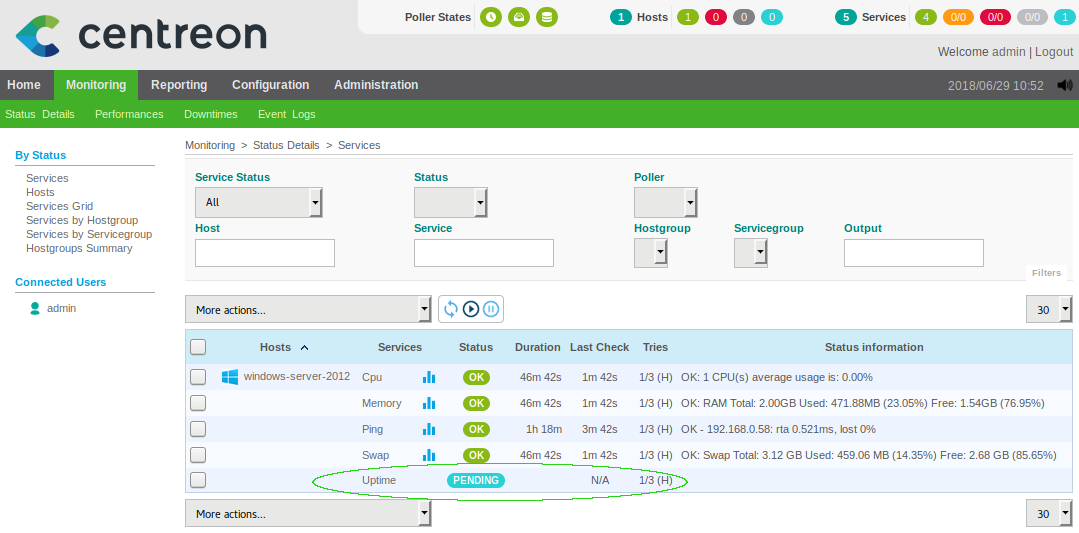 centreon
Poller States
1 Hosts 1 0 0 0
5 Services 4 0/0 0/0 0/0 1
Welcome admin | Logout
Home Monitoring Reporting Configuration Administration
2018/06/29 10:52
Status Details Performances Downtimes Event Logs
By Status
Services
Hosts
Services Grid
Services by Hostgroup
Services by Servicegroup
Hostgroups Summary
Connected Users
admin
Monitoring > Status Details > Services
Service Status Status Poller
All
Host Service Hostgroup Servicegroup Output
Filters
More actions... 30
Hosts Services Status Duration Last Check Tries Status information
windows-server-2012 Cpu OK 46m 42s 1m 42s 1/3 (H) OK: 1 CPU(s) average usage is: 0.00%
Memory OK 46m 42s 1m 42s 1/3 (H) OK: RAM Total: 2.00GB Used: 471.88MB (23.05%) Free: 1.54GB (76.95%)
Ping OK 1h 18m 3m 42s 1/3 (H) OK - 192.168.0.58: rta 0.521ms, lost 0%
Swap OK 46m 42s 1m 42s 1/3 (H) OK: Swap Total: 3.12 GB Used: 459.06 MB (14.35%) Free: 2.68 GB (85.65%)
Uptime PENDING N/A 1/3 (H)
More actions... 30